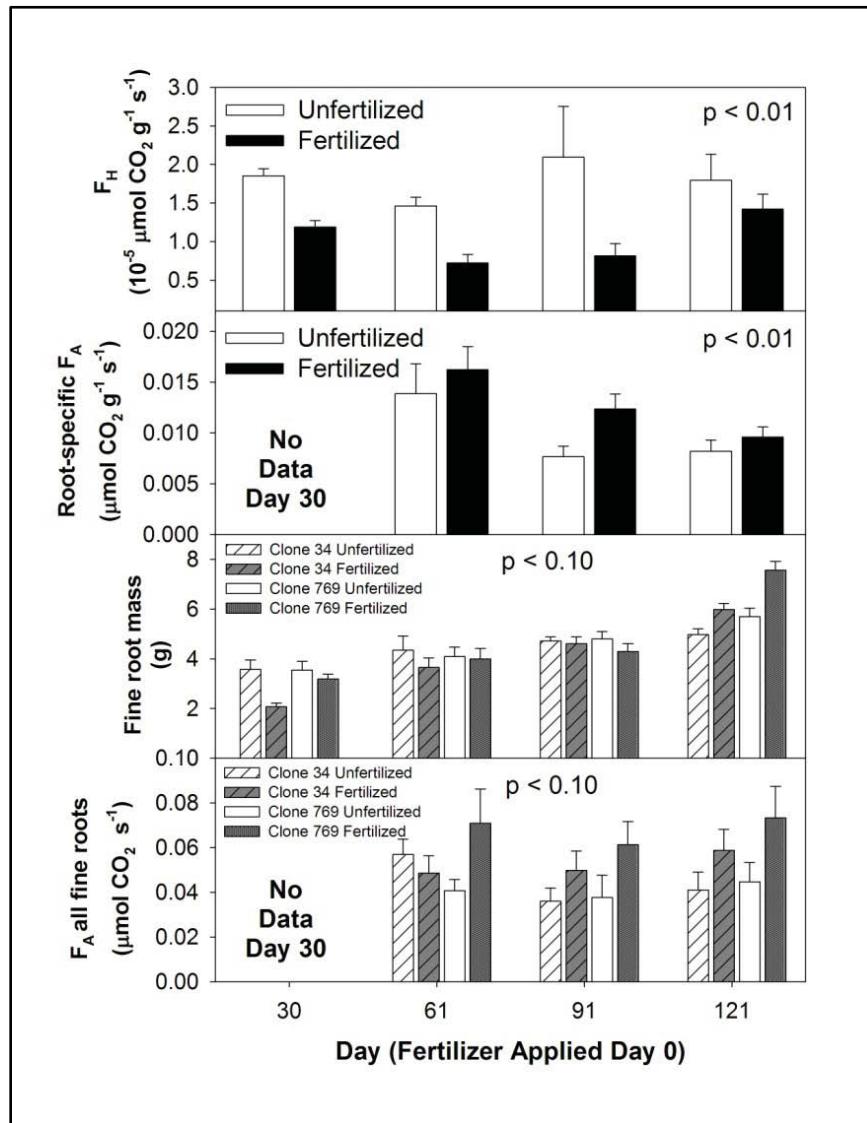 3.0
Unfertilized
Fertilized
p < 0.01
2.5
2.0
1.5
1.0
0.5
F_H
(10⁻⁵ μmol CO₂ g⁻¹ s⁻¹)
0.020
Unfertilized
Fertilized
p < 0.01
0.015
0.010
0.005
0.000
Root-specific F_A
(μmol CO₂ g⁻¹ s⁻¹)
No
Data
Day 30
8
Clone 34 Unfertilized
Clone 34 Fertilized
Clone 769 Unfertilized
Clone 769 Fertilized
p < 0.10
6
4
2
Fine root mass
(g)
0.10
Clone 34 Unfertilized
Clone 34 Fertilized
Clone 769 Unfertilized
Clone 769 Fertilized
p < 0.10
0.08
0.06
0.04
0.02
0.00
F_A all fine roots
(μmol CO₂ s⁻¹)
No
Data
Day 30
30 61 91 121
Day (Fertilizer Applied Day 0)